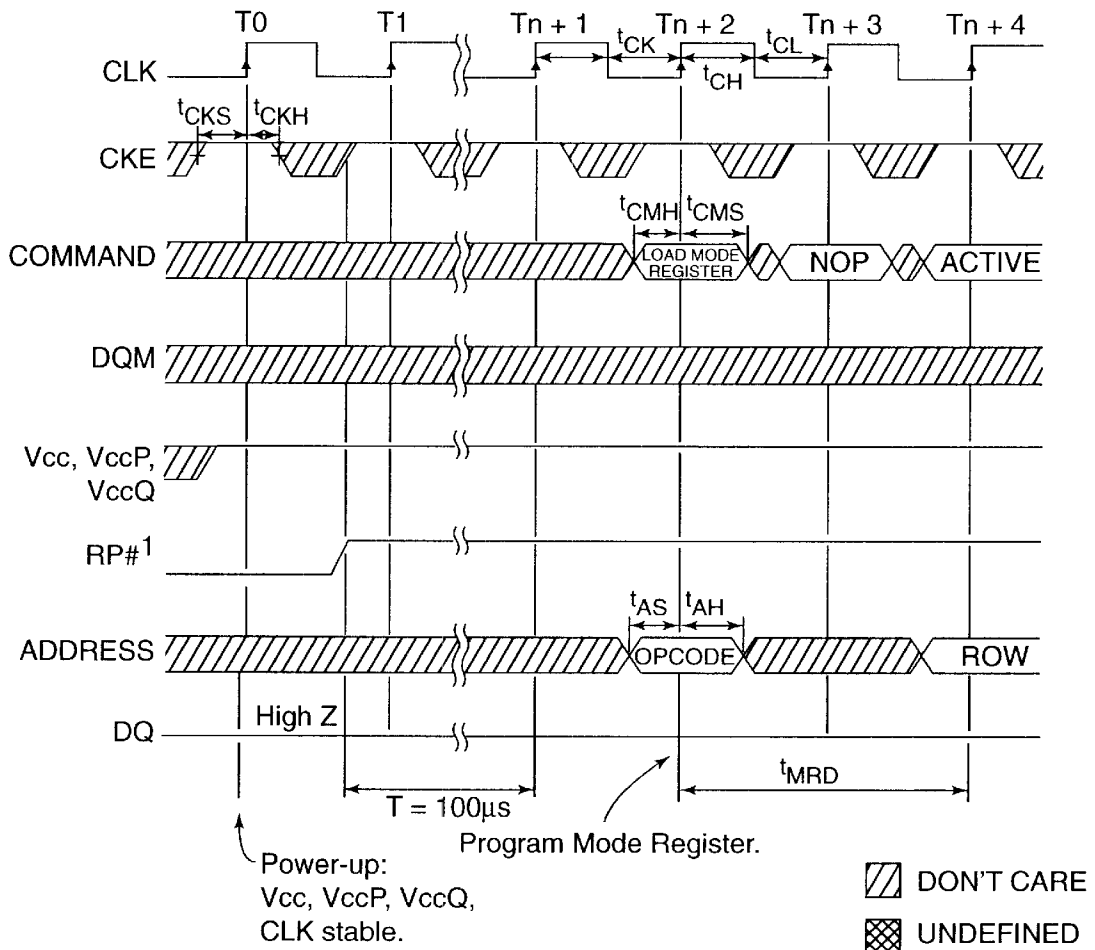 T0 T1 Tn + 1 Tn + 2 Tn + 3 Tn + 4
tCK tCL
CLK
tCH
tCKS tCKH
CKE
tCMH tCMS
COMMAND LOAD MODE REGISTER NOP ACTIVE
DQM
Vcc, VccP,
VccQ
RP#1
tAS tAH
ADDRESS OPCODE ROW
High Z
DQ
tMRD
T = 100µs
Program Mode Register.
Power-up:
Vcc, VccP, VccQ,
CLK stable.
DON'T CARE
UNDEFINED